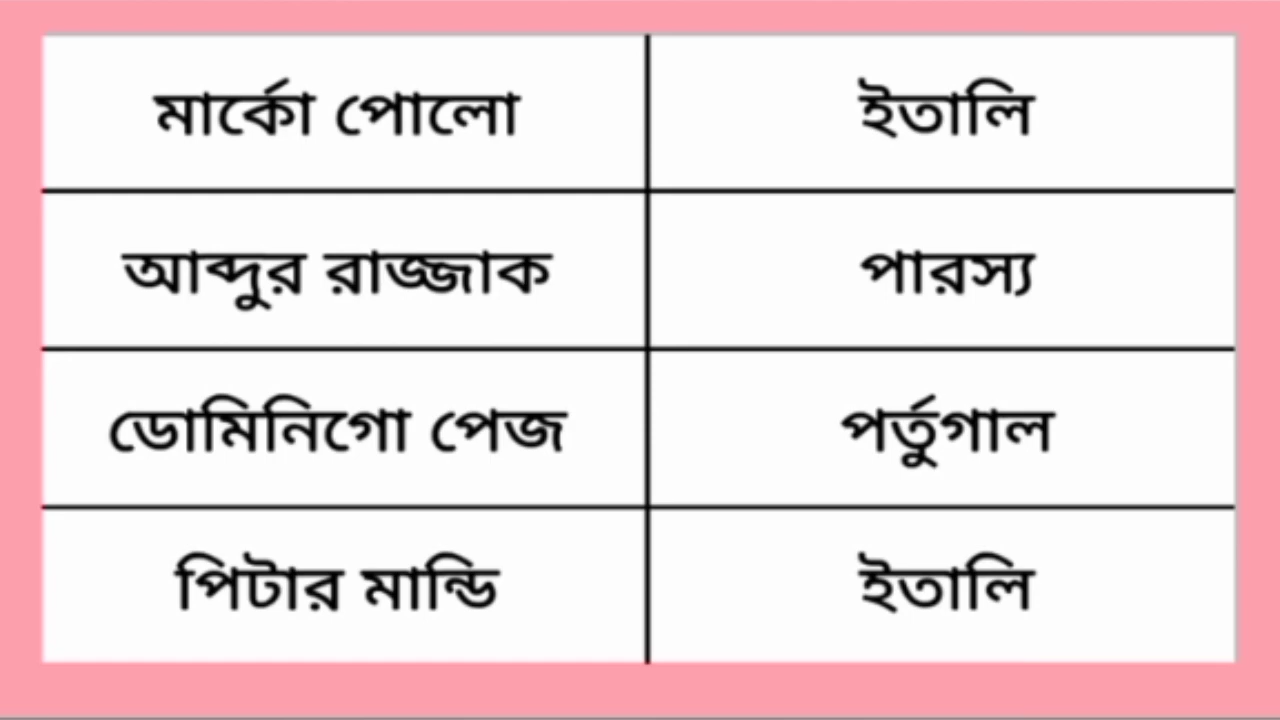 মার্কো পোলো ইতালি
আব্দুর রাজ্জাক পারস্য
ডোমিনিগো পেজ পর্তুগাল
পিটার মান্ডি ইতালি